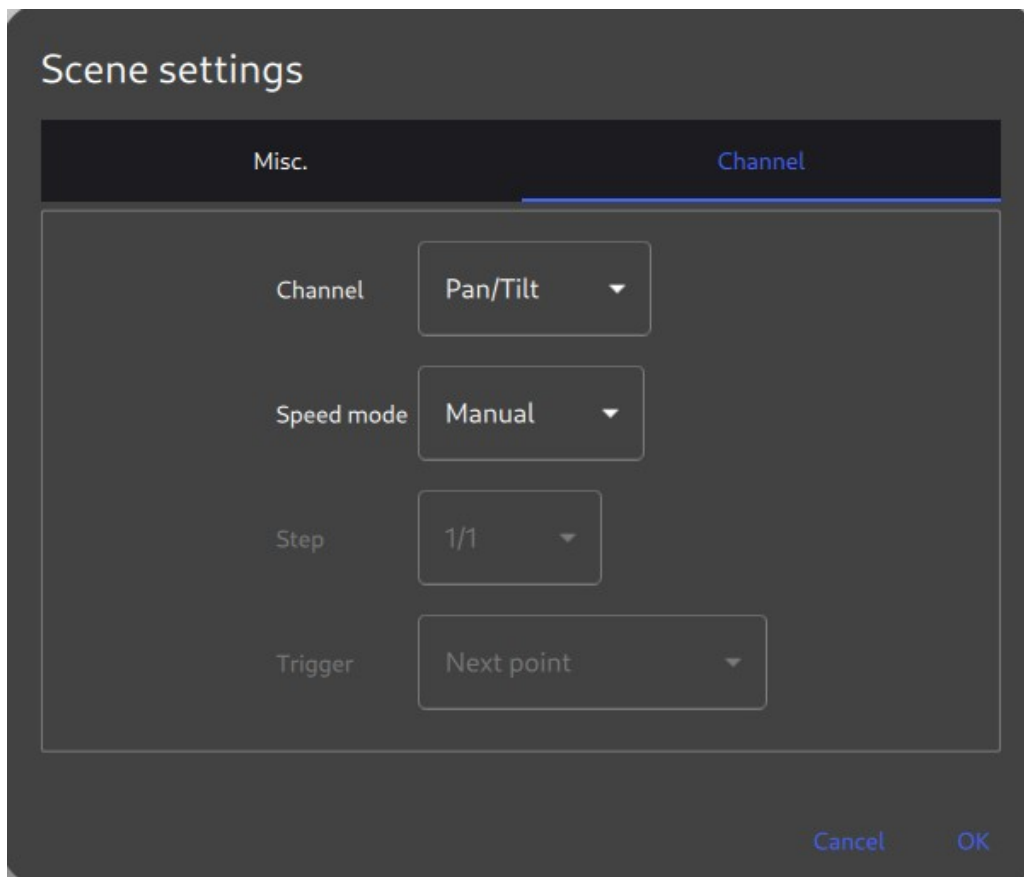 Scene settings
Misc. Channel
Channel Pan/Tilt
Speed mode Manual
Step 1/1
Trigger Next point
Cancel OK